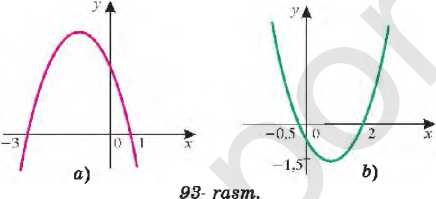 y
y
-3 0 1 x
-0,5 0 2 x
-1,5
a) b)
93- rasm.